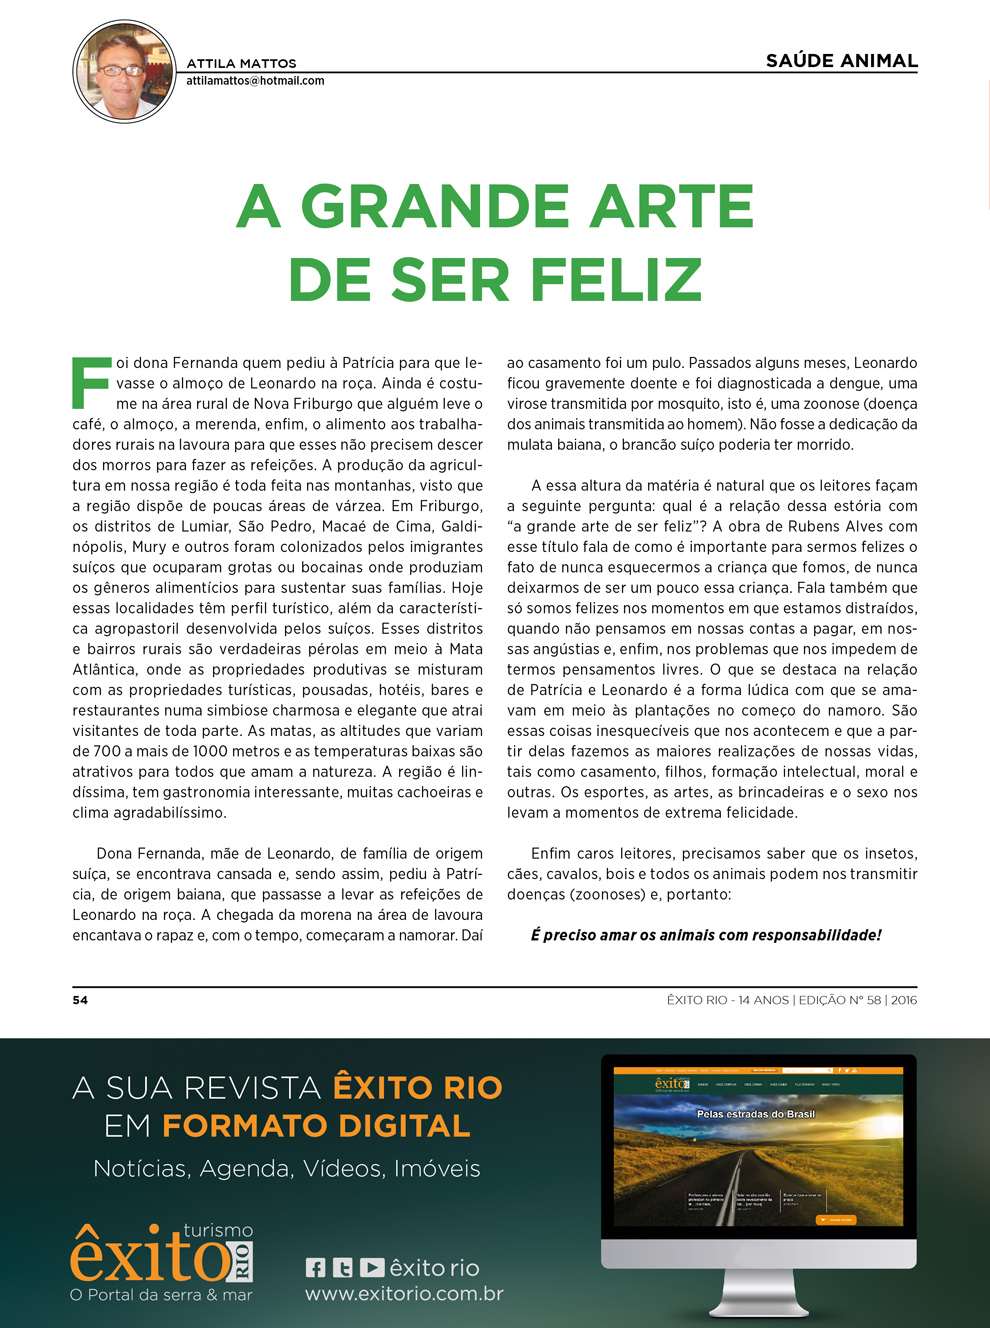 ATTILA MATTOS
attilamattos@hotmail.com
SAÚDE ANIMAL
A GRANDE ARTE
DE SER FELIZ
Foi dona Fernanda quem pediu à Patrícia para que le-
vasse o almoço de Leonardo na roça. Ainda é costu-
me na área rural de Nova Friburgo que alguém leve o
café, o almoço, a merenda, enfim, o alimento aos trabalha-
dores rurais na lavoura para que esses não precisem descer
dos morros para fazer as refeições. A produção da agricul-
tura em nossa região é toda feita nas montanhas, visto que
a região dispõe de poucas áreas de várzea. Em Friburgo,
os distritos de Lumiar, São Pedro, Macaé de Cima, Galdi-
nópolis, Mury e outros foram colonizados pelos imigrantes
suíços que ocuparam grotas ou bocainas onde produziam
os gêneros alimentícios para sustentar suas famílias. Hoje
essas localidades têm perfil turístico, além da característi-
ca agropastoril desenvolvida pelos suíços. Esses distritos
e bairros rurais são verdadeiras pérolas em meio à Mata
Atlântica, onde as propriedades produtivas se misturam
com as propriedades turísticas, pousadas, hotéis, bares e
restaurantes numa simbiose charmosa e elegante que atrai
visitantes de toda parte. As matas, as altitudes que variam
de 700 a mais de 1000 metros e as temperaturas baixas são
atrativos para todos que amam a natureza. A região é lin-
díssima, tem gastronomia interessante, muitas cachoeiras e
clima agradabilíssimo.
Dona Fernanda, mãe de Leonardo, de família de origem
suíça, se encontrava cansada e, sendo assim, pediu à Patrí-
cia, de origem baiana, que passasse a levar as refeições de
Leonardo na roça. A chegada da morena na área de lavoura
encantava o rapaz e, com o tempo, começaram a namorar. Daí
ao casamento foi um pulo. Passados alguns meses, Leonardo
ficou gravemente doente e foi diagnosticada a dengue, uma
virose transmitida por mosquito, isto é, uma zoonose (doença
dos animais transmitida ao homem). Não fosse a dedicação da
mulata baiana, o brancão suíço poderia ter morrido.
A essa altura da matéria é natural que os leitores façam
a seguinte pergunta: qual é a relação dessa estória com
“a grande arte de ser feliz”? A obra de Rubens Alves com
esse título fala de como é importante para sermos felizes o
fato de nunca esquecermos a criança que fomos, de nunca
deixarmos de ser um pouco essa criança. Fala também que
só somos felizes nos momentos em que estamos distraídos,
quando não pensamos em nossas contas a pagar, em nos-
sas angústias e, enfim, nos problemas que nos impedem de
termos pensamentos livres. O que se destaca na relação
de Patrícia e Leonardo é a forma lúdica com que se ama-
vam em meio às plantações no começo do namoro. São
essas coisas inesquecíveis que nos acontecem e que a par-
tir delas fazemos as maiores realizações de nossas vidas,
tais como casamento, filhos, formação intelectual, moral e
outras. Os esportes, as artes, as brincadeiras e o sexo nos
levam a momentos de extrema felicidade.
Enfim caros leitores, precisamos saber que os insetos,
cães, cavalos, bois e todos os animais podem nos transmitir
doenças (zoonoses) e, portanto:
É preciso amar os animais com responsabilidade!
54
ÊXITO RIO - 14 ANOS | EDIÇÃO Nº 58 | 2016
A SUA REVISTA ÊXITO RIO
EM FORMATO DIGITAL
Notícias, Agenda, Vídeos, Imóveis
turismo
êxito RIO
O Portal da serra & mar
êxito rio
www.exitorio.com.br
êxito RIO
Pelas estradas do Brasil